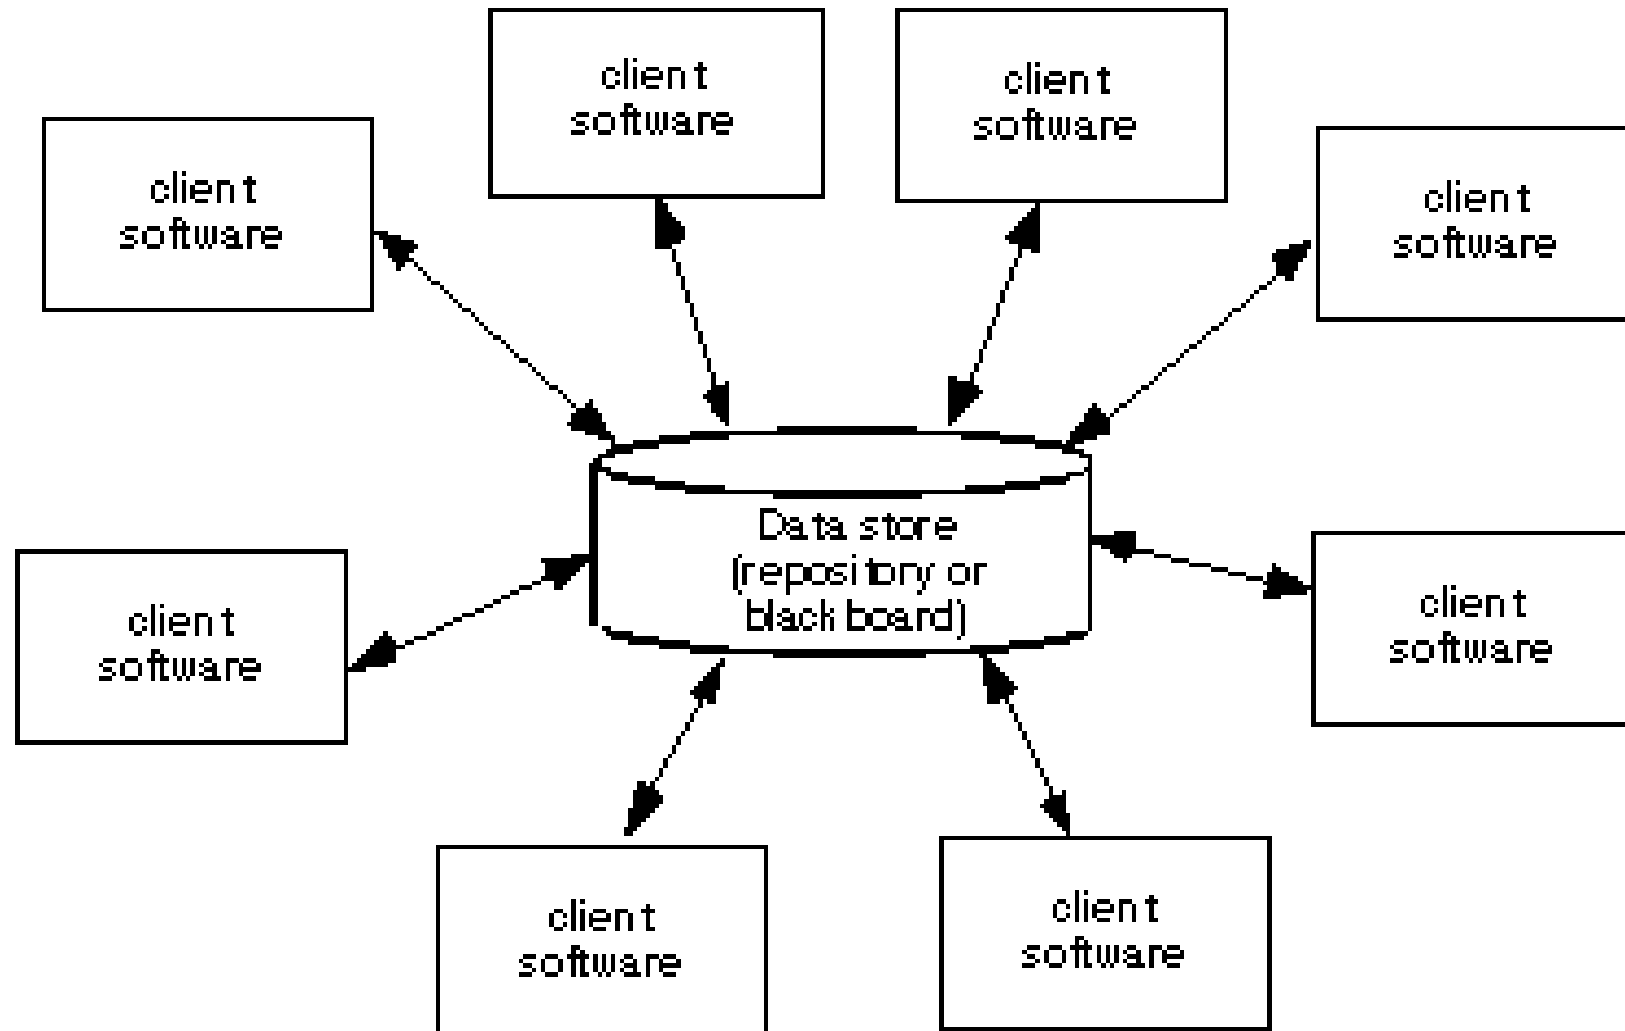 client
software
client
software
client
software
client
software
Data store
(repository or
black board)
client
software
client
software
client
software
client
software